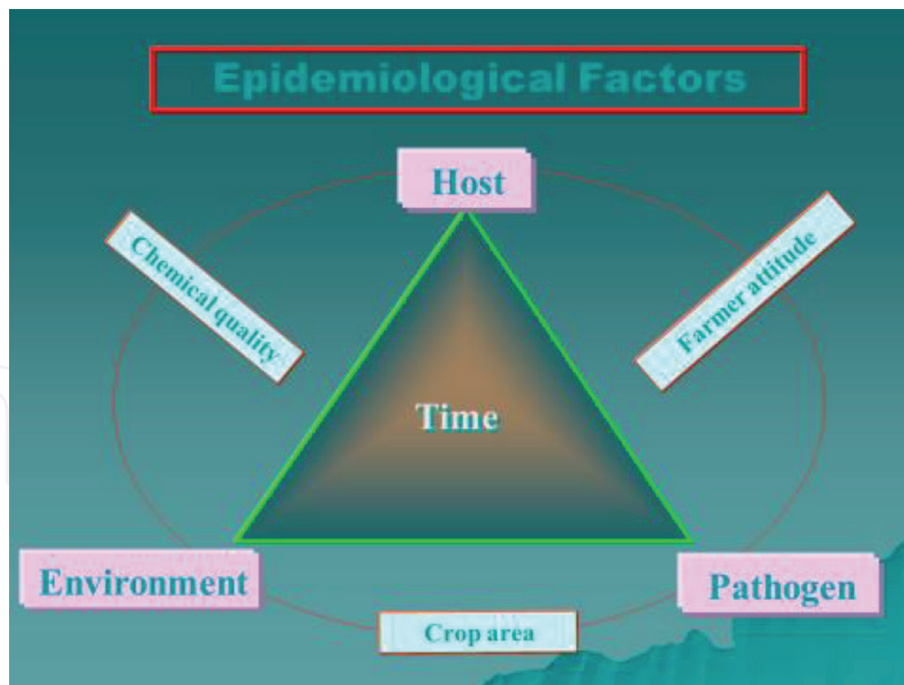 Epidemiological Factors
Host
Chemical quality
Farmer attitude
Time
Environment
Pathogen
Crop area